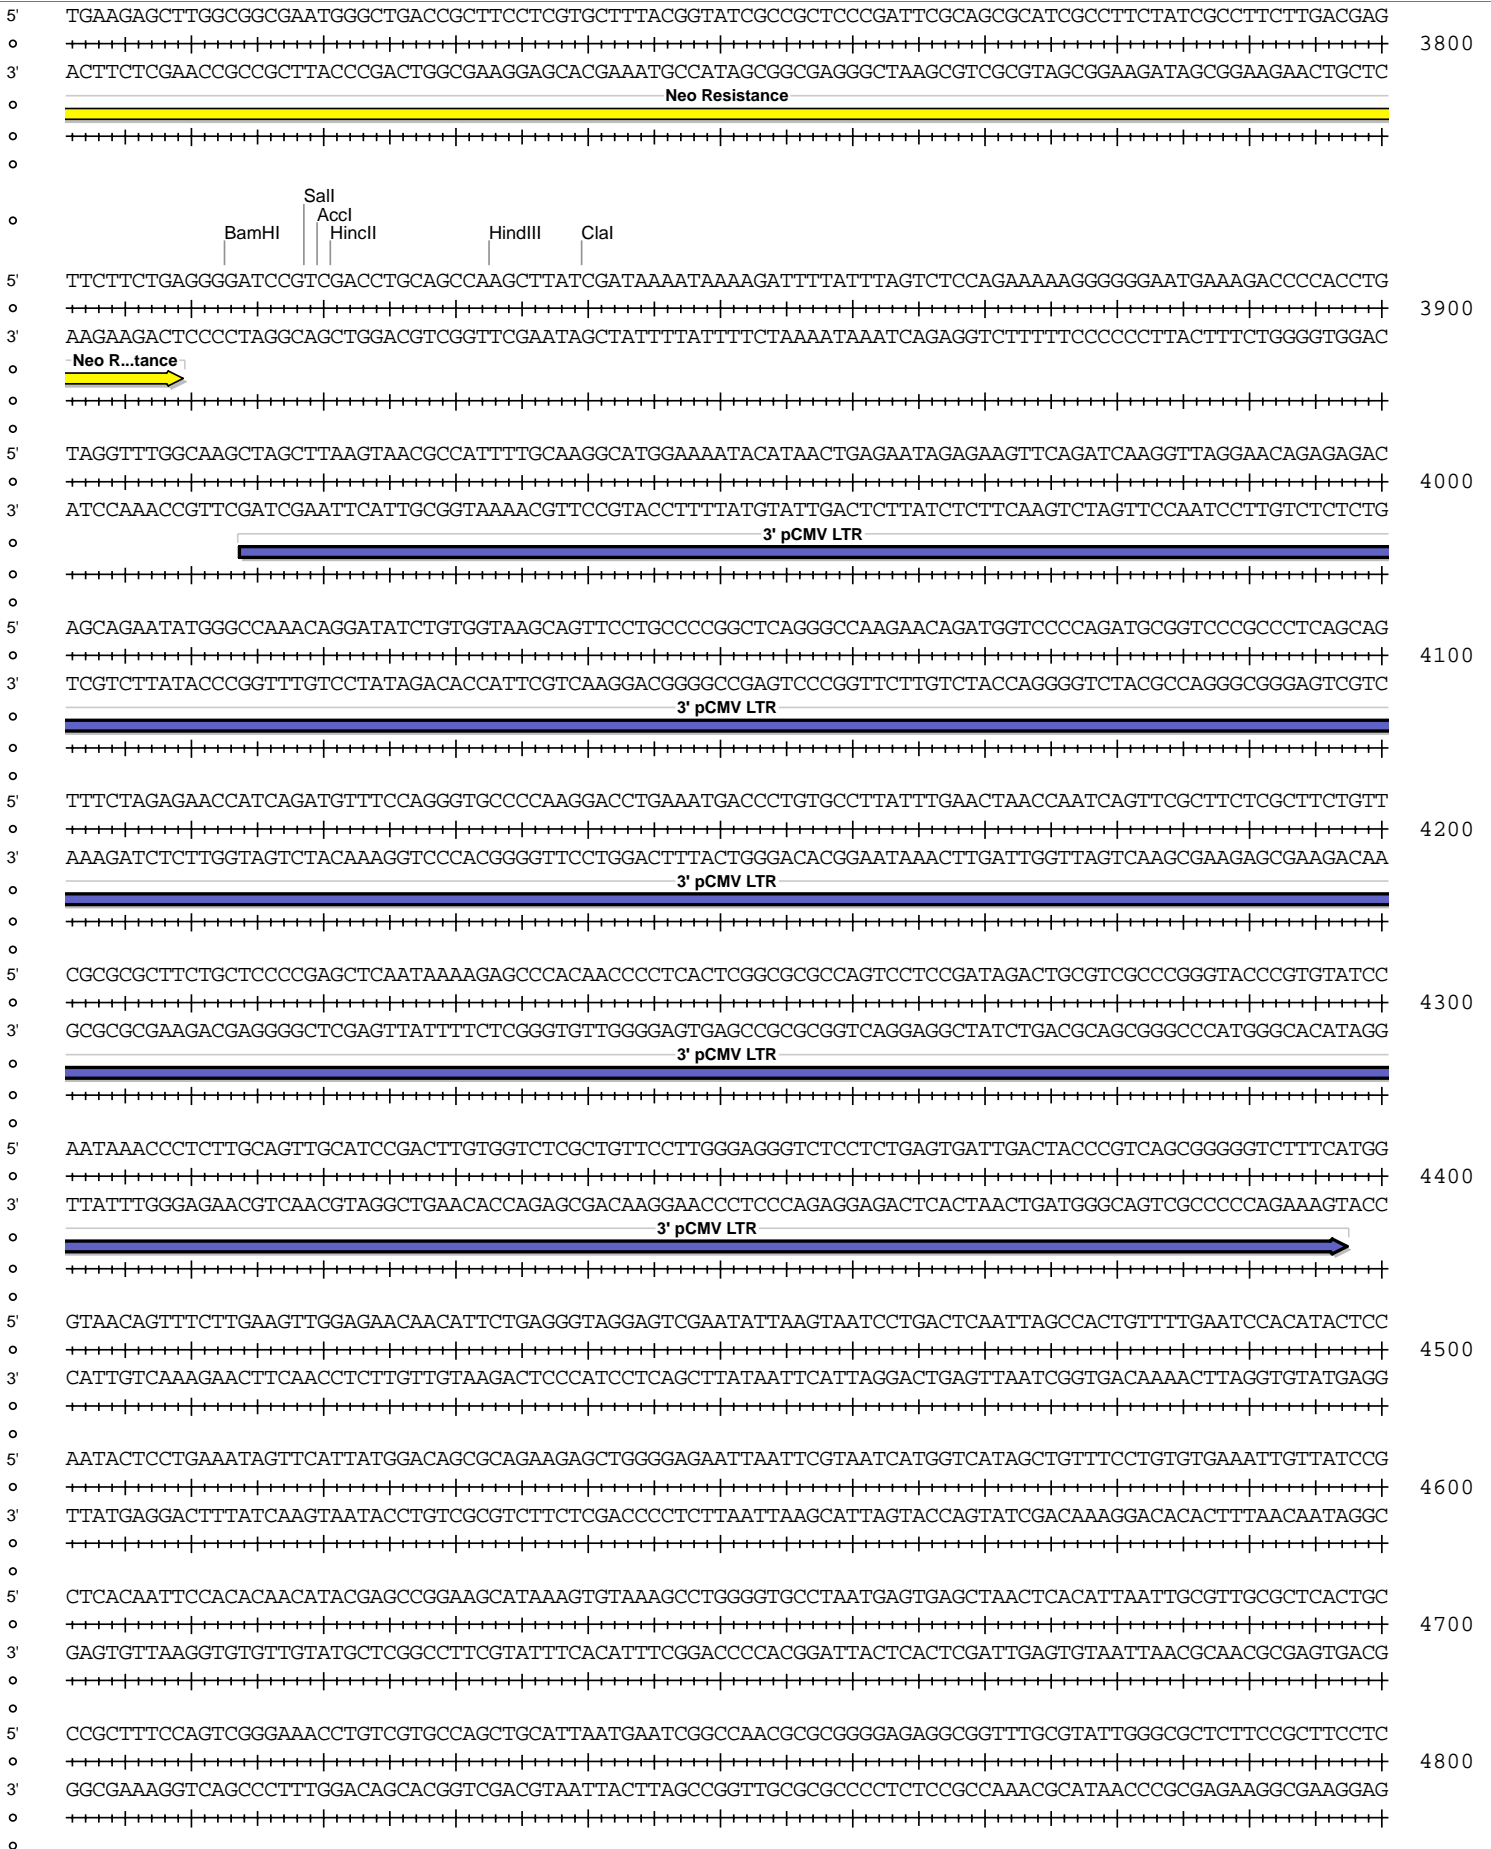 5' TGAAGAGCTTGGCGGCGAATGGGCTGACCGCTTCCTCGTGCTTTACGGTATCGCCGCTCCCGATTCGCAGCGCATCGCCTTCTATCGCCTTCTTGACGAG
3800
3' ACTTCTCGAACCGCCGCTTACCCGACTGGCGAAGGAGCACGAAATGCCATAGCGGCGAGGGCTAAGCGTCGCGTAGCGGAAGATAGCGGAAGAACTGCTC
Neo Resistance
SalI
AccI
BamHI HincII HindIII ClaI
5' TTCTTCTGAGGGGATCCGTCGACCTGCAGCCAAGCTTATCGATAAAATAAAAGATTTTATTTAGTCTCCAGAAAAAGGGGGGAATGAAAGACCCCACCTG
3900
3' AAGAAGACTCCCCTAGGCAGCTGGACGTCGGTTCGAATAGCTATTTTATTTTCTAAAATAAATCAGAGGTCTTTTTCCCCCCTTACTTTCTGGGGTGGAC
Neo R...tance
5' TAGGTTTGGCAAGCTAGCTTAAGTAACGCCATTTTGCAAGGCATGGAAAATACATAACTGAGAATAGAGAAGTTCAGATCAAGGTTAGGAACAGAGAGAC
4000
3' ATCCAAACCGTTCGATCGAATTCATTGCGGTAAAACGTTCCGTACCTTTTATGTATTGACTCTTATCTCTTCAAGTCTAGTTCCAATCCTTGTCTCTCTG
3' pCMV LTR
5' AGCAGAATATGGGCCAAACAGGATATCTGTGGTAAGCAGTTCCTGCCCCGGCTCAGGGCCAAGAACAGATGGTCCCCAGATGCGGTCCCGCCCTCAGCAG
4100
3' TCGTCTTATACCCGGTTTGTCCTATAGACACCATTCGTCAAGGACGGGGCCGAGTCCCGGTTCTTGTCTACCAGGGGTCTACGCCAGGGCGGGAGTCGTC
3' pCMV LTR
5' TTTCTAGAGAACCATCAGATGTTTCCAGGGTGCCCCAAGGACCTGAAATGACCCTGTGCCTTATTTGAACTAACCAATCAGTTCGCTTCTCGCTTCTGTT
4200
3' AAAGATCTCTTGGTAGTCTACAAAGGTCCCACGGGGTTCCTGGACTTTACTGGGACACGGAATAAACTTGATTGGTTAGTCAAGCGAAGAGCGAAGACAA
3' pCMV LTR
5' CGCGCGCTTCTGCTCCCCGAGCTCAATAAAAGAGCCCACAACCCCTCACTCGGCGCGCCAGTCCTCCGATAGACTGCGTCGCCCGGGTACCCGTGTATCC
4300
3' GCGCGCGAAGACGAGGGGCTCGAGTTATTTTCTCGGGTGTTGGGGAGTGAGCCGCGCGGTCAGGAGGCTATCTGACGCAGCGGGCCCATGGGCACATAGG
3' pCMV LTR
5' AATAAACCCTCTTGCAGTTGCATCCGACTTGTGGTCTCGCTGTTCCTTGGGAGGGTCTCCTCTGAGTGATTGACTACCCGTCAGCGGGGGTCTTTCATGG
4400
3' TTATTTGGGAGAACGTCAACGTAGGCTGAACACCAGAGCGACAAGGAACCCTCCCAGAGGAGACTCACTAACTGATGGGCAGTCGCCCCCAGAAAGTACC
3' pCMV LTR
5' GTAACAGTTTCTTGAAGTTGGAGAACAACATTCTGAGGGTAGGAGTCGAATATTAAGTAATCCTGACTCAATTAGCCACTGTTTTGAATCCACATACTCC
4500
3' CATTGTCAAAGAACTTCAACCTCTTGTTGTAAGACTCCCATCCTCAGCTTATAATTCATTAGGACTGAGTTAATCGGTGACAAAACTTAGGTGTATGAGG
5' AATACTCCTGAAATAGTTCATTATGGACAGCGCAGAAGAGCTGGGGAGAATTAATTCGTAATCATGGTCATAGCTGTTTCCTGTGTGAAATTGTTATCCG
4600
3' TTATGAGGACTTTATCAAGTAATACCTGTCGCGTCTTCTCGACCCCTCTTAATTAAGCATTAGTACCAGTATCGACAAAGGACACACTTTAACAATAGGC
5' CTCACAATTCCACACAACATACGAGCCGGAAGCATAAAGTGTAAAGCCTGGGGTGCCTAATGAGTGAGCTAACTCACATTAATTGCGTTGCGCTCACTGC
4700
3' GAGTGTTAAGGTGTGTTGTATGCTCGGCCTTCGTATTTCACATTTCGGACCCCACGGATTACTCACTCGATTGAGTGTAATTAACGCAACGCGAGTGACG
5' CCGCTTTCCAGTCGGGAAACCTGTCGTGCCAGCTGCATTAATGAATCGGCCAACGCGCGGGGAGAGGCGGTTTGCGTATTGGGCGCTCTTCCGCTTCCTC
4800
3' GGCGAAAGGTCAGCCCTTTGGACAGCACGGTCGACGTAATTACTTAGCCGGTTGCGCGCCCCTCTCCGCCAAACGCATAACCCGCGAGAAGGCGAAGGAG